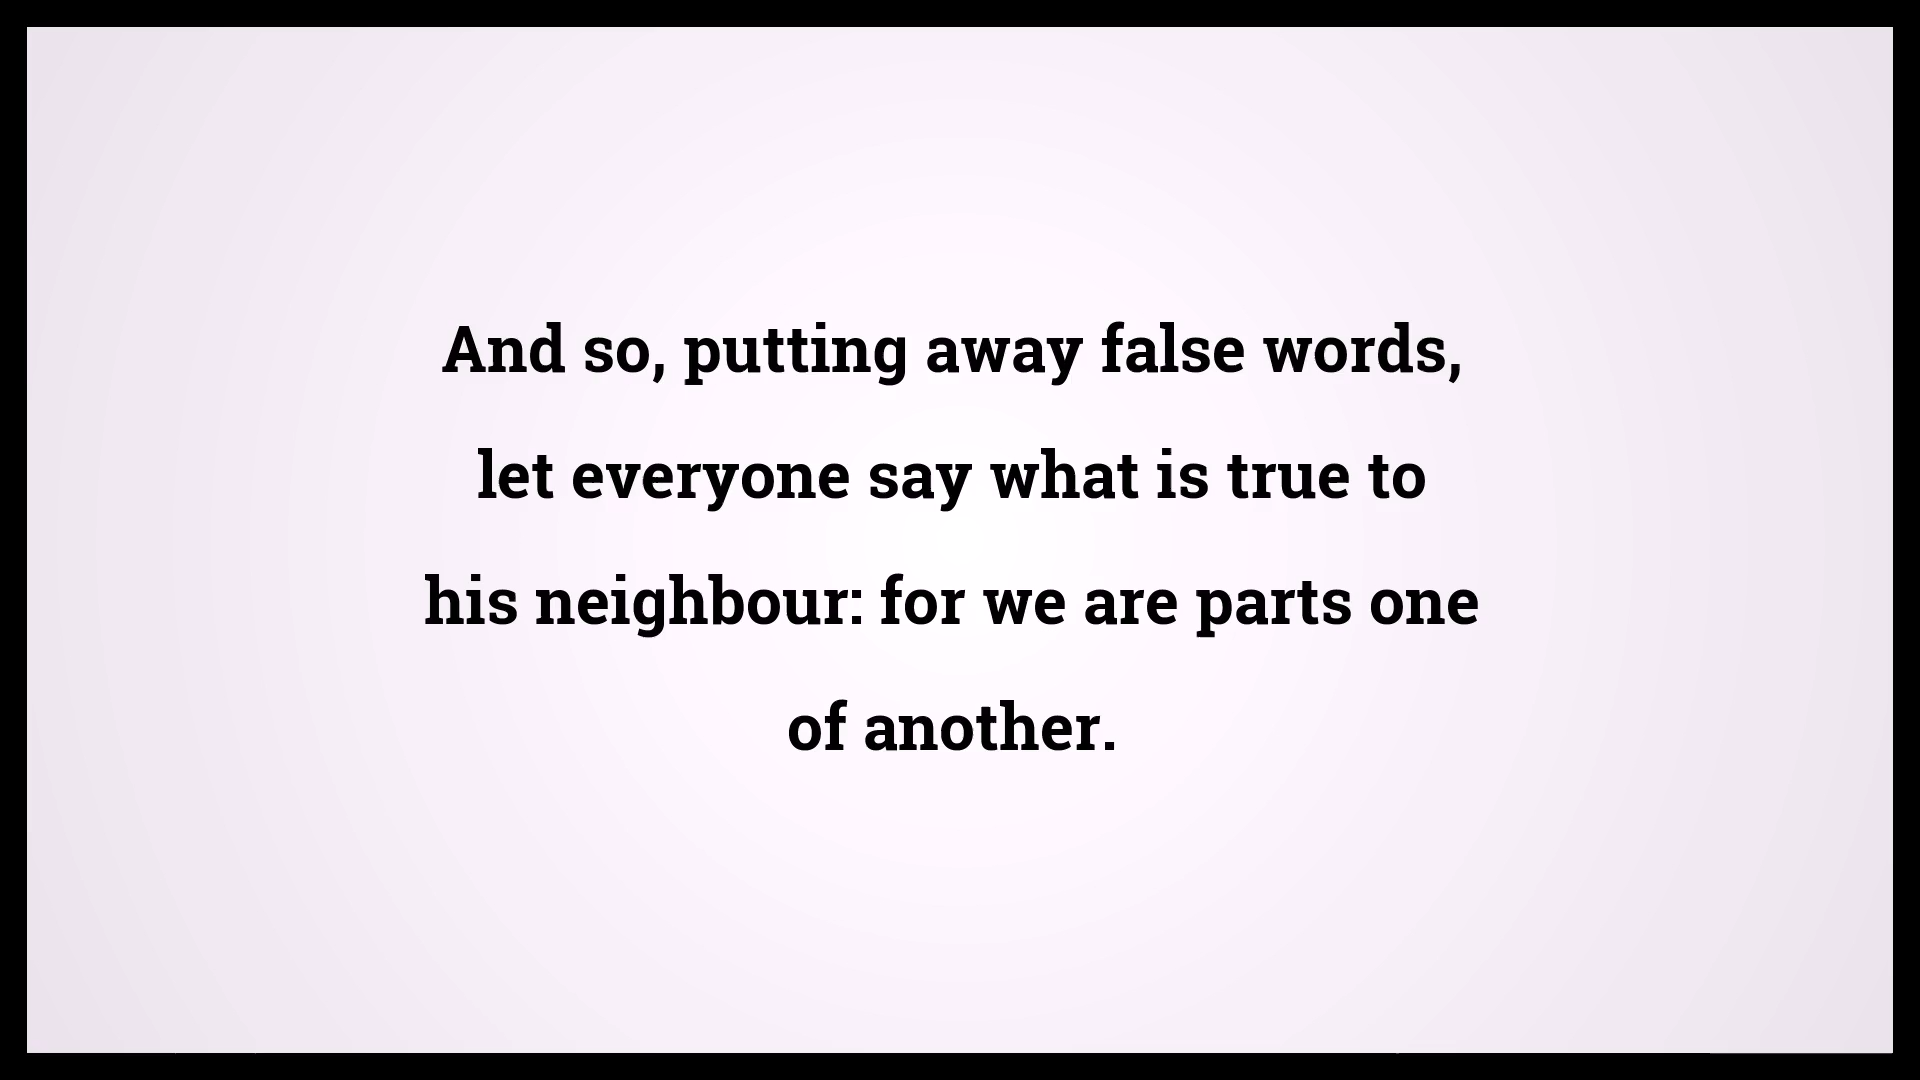 And so, putting away false words,
let everyone say what is true to
his neighbour: for we are parts one
of another.